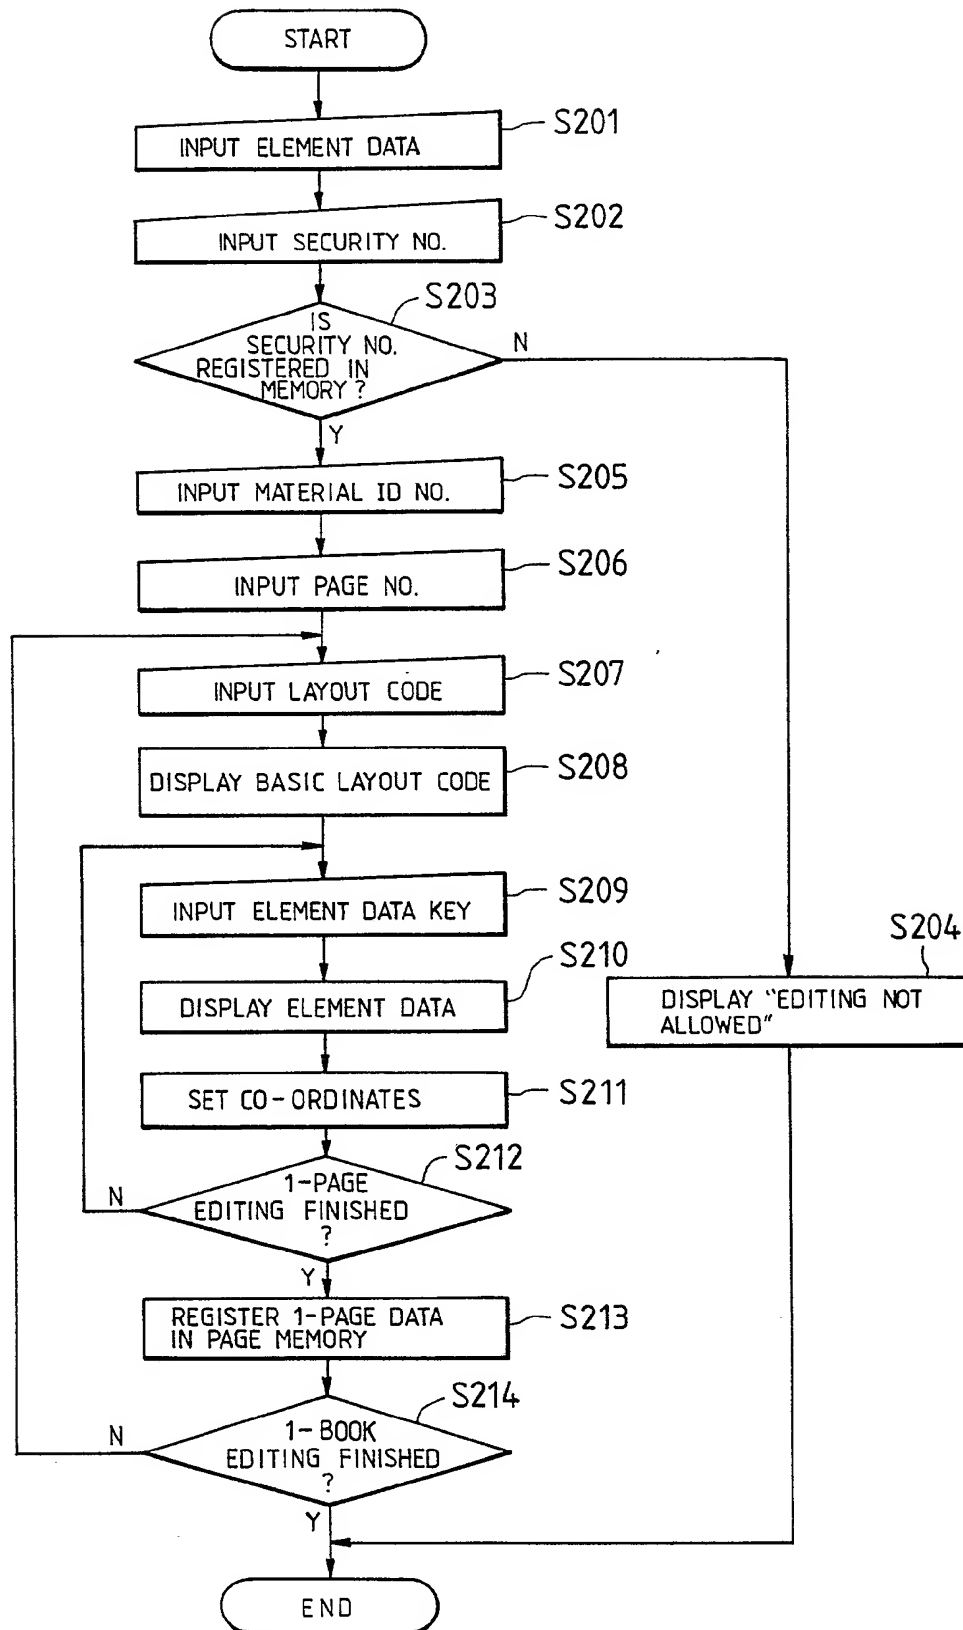 START
S201
INPUT ELEMENT DATA
S202
INPUT SECURITY NO.
S203
IS
SECURITY NO.
REGISTERED IN
MEMORY?
N
Y
S205
INPUT MATERIAL ID NO.
S206
INPUT PAGE NO.
S207
INPUT LAYOUT CODE
S208
DISPLAY BASIC LAYOUT CODE
S209
INPUT ELEMENT DATA KEY
S210
DISPLAY ELEMENT DATA
S204
DISPLAY "EDITING NOT
ALLOWED"
S211
SET CO-ORDINATES
S212
1-PAGE
EDITING FINISHED
?
N
Y
S213
REGISTER 1-PAGE DATA
IN PAGE MEMORY
S214
1-BOOK
EDITING FINISHED
?
N
Y
END